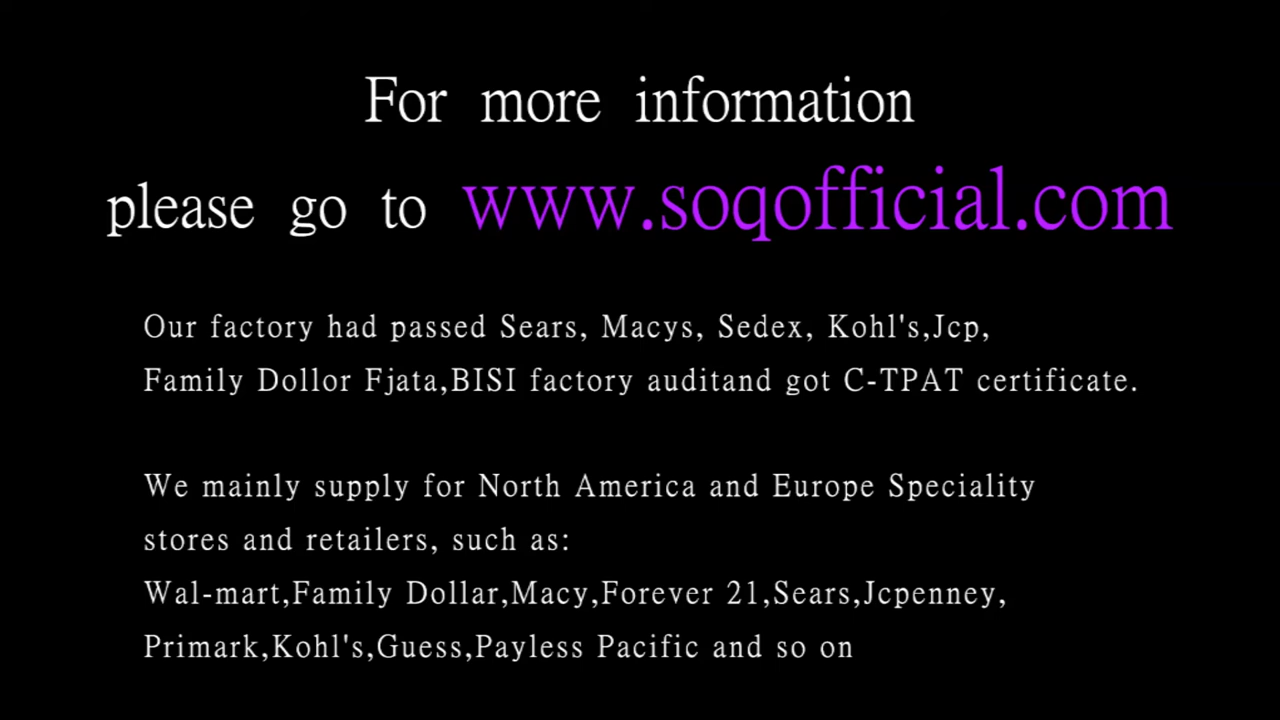 For more information
please go to www.soqofficial.com
Our factory had passed Sears, Macys, Sedex, Kohl's,Jcp,
Family Dollor Fjata,BISI factory auditand got C-TPAT certificate.
We mainly supply for North America and Europe Speciality
stores and retailers, such as:
Wal-mart,Family Dollar,Macy,Forever 21,Sears,Jcpenney,
Primark,Kohl's,Guess,Payless Pacific and so on